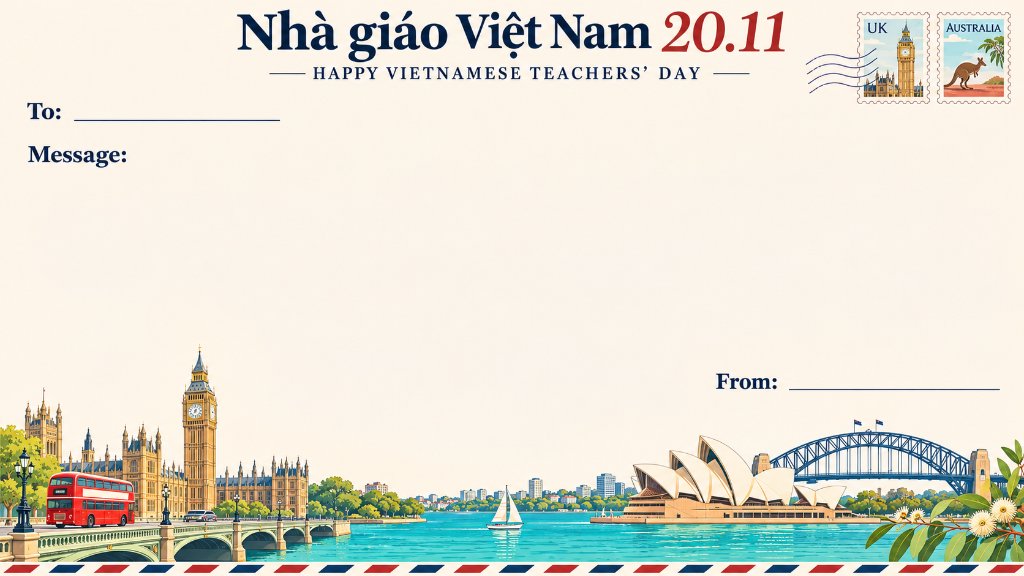 Nhà giáo Việt Nam 20.11
HAPPY VIETNAMESE TEACHERS’ DAY
UK
AUSTRALIA
To:
Message:
From: